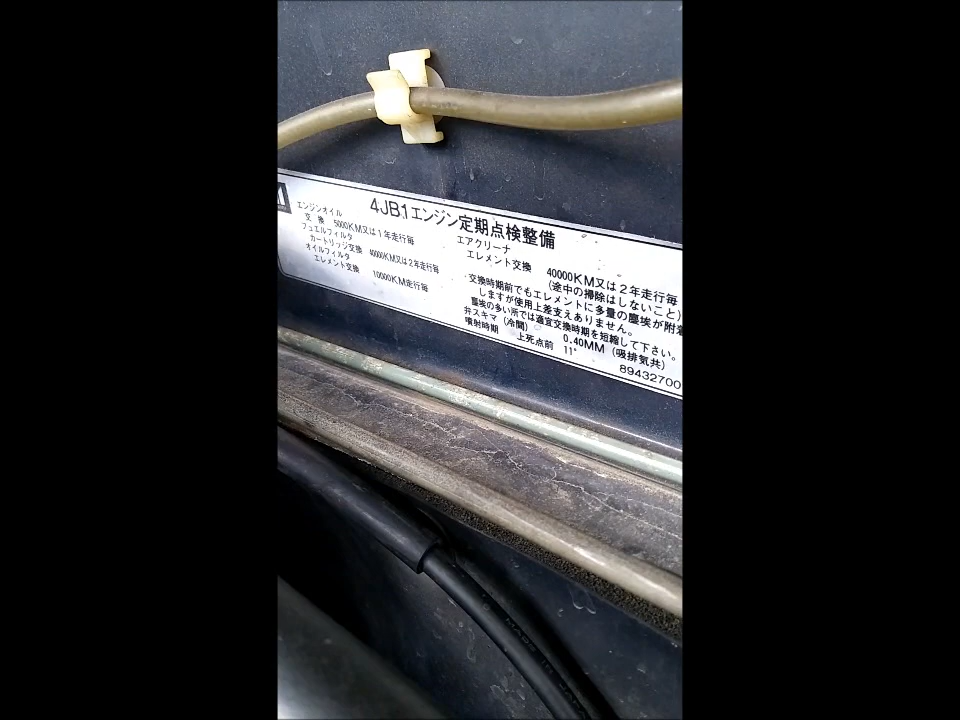 4JB1エンジン定期点検整備
エンジンオイル
交 換 5000KM又は1年走行毎
フュエルフィルタ
カートリッジ交換 40000KM又は2年走行毎
オイルフィルタ
エレメント交換 10000KM走行毎
エアクリーナ
エレメント交換 40000KM又は2年走行毎
(途中の掃除はしないこと)
交換時期前でもエレメントに多量の塵埃が附着
しますが使用上差支えありません。
塵埃の多い所では適宜交換時期を短縮して下さい。
弁スキマ(冷間) 0.40MM(吸排気共)
噴射時期 上死点前 11°
89432700